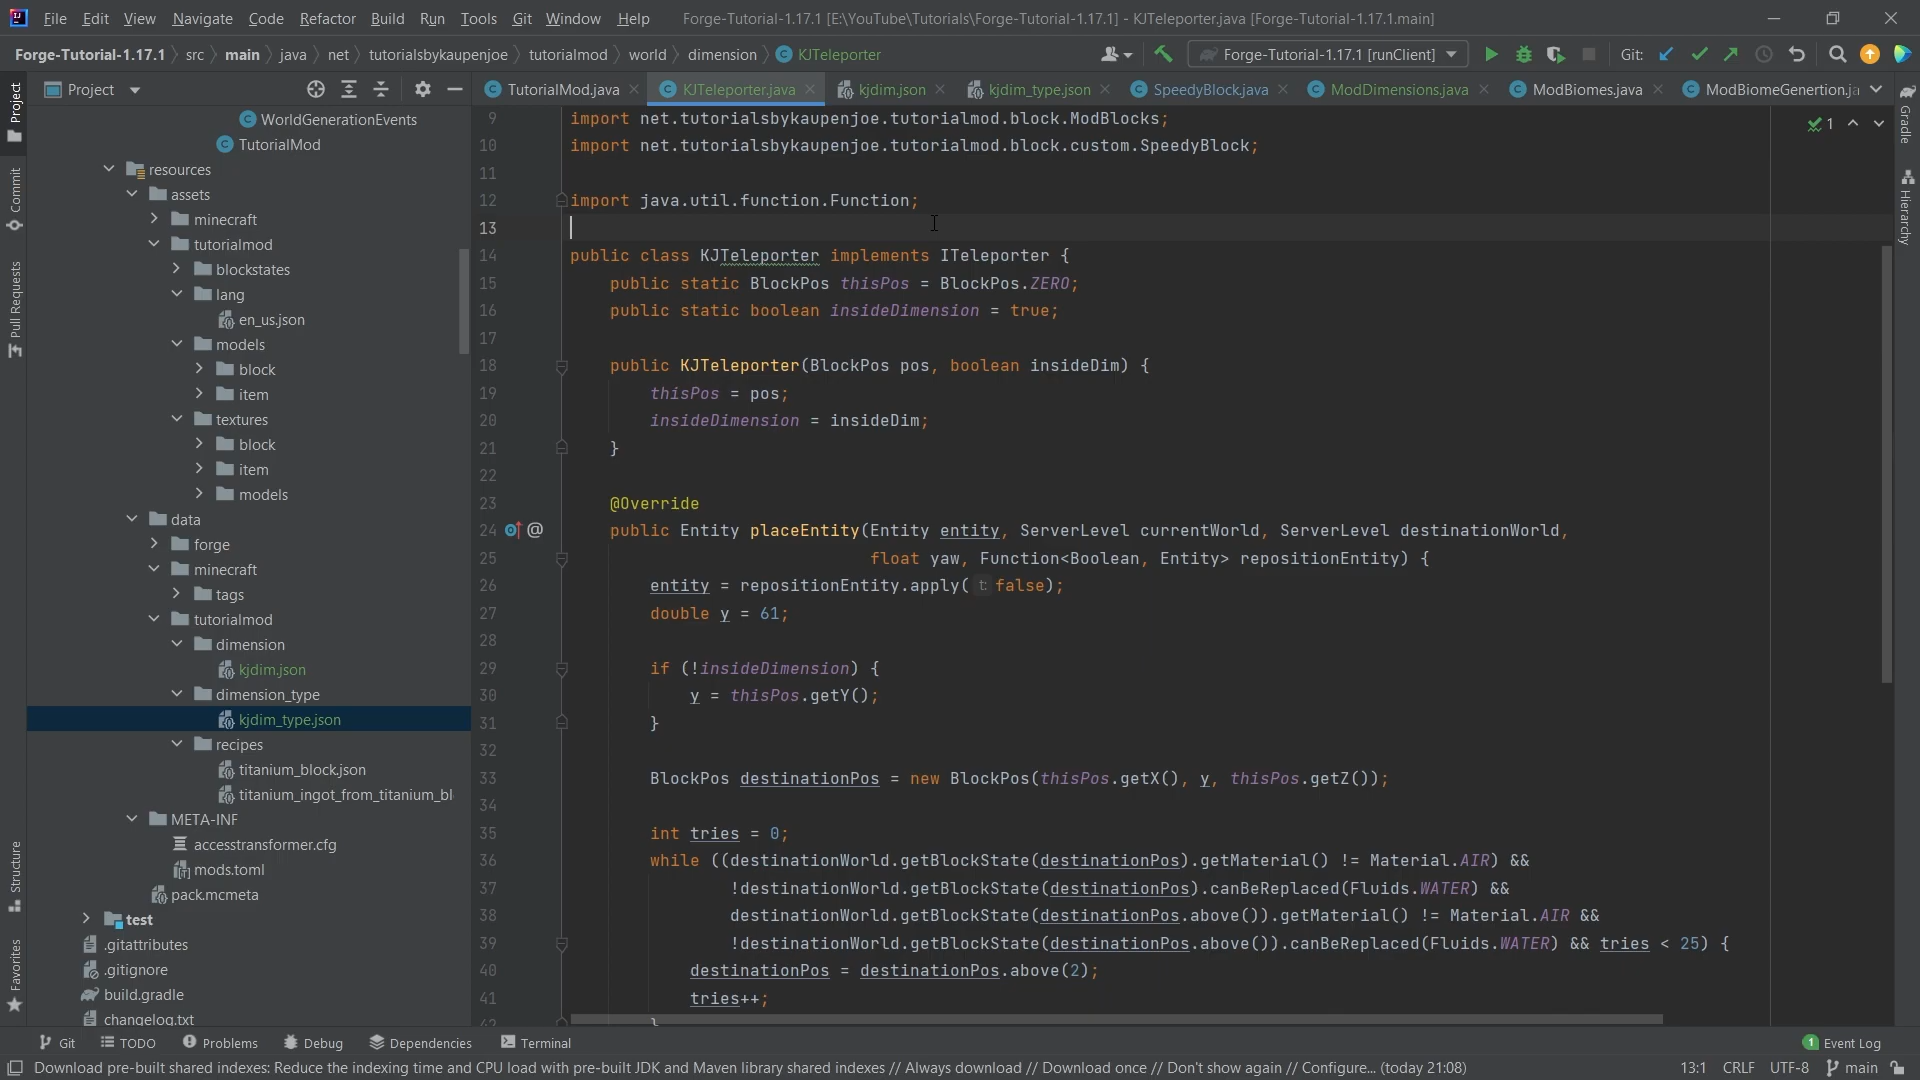 File Edit View Navigate Code Refactor Build Run Tools Git Window Help Forge-Tutorial-1.17.1 [E:\YouTube\Tutorials\Forge-Tutorial-1.17.1] - KJTeleporter.java [Forge-Tutorial-1.17.1.main]
Forge-Tutorial-1.17.1 src main java net tutorialsbykaupenjoe tutorialmod world dimension KJTeleporter Forge-Tutorial-1.17.1 [runClient] Git:
Project TutorialMod.java KJTeleporter.java kjdim.json kjdim_type.json SpeedyBlock.java ModDimensions.java ModBiomes.java ModBiomeGenertion.ja
Project
Commit
Pull Requests
Structure
Favorites
WorldGenerationEvents
TutorialMod
resources
assets
minecraft
tutorialmod
blockstates
lang
en_us.json
models
block
item
textures
block
item
models
data
forge
minecraft
tags
tutorialmod
dimension
kjdim.json
dimension_type
kjdim_type.json
recipes
titanium_block.json
titanium_ingot_from_titanium_bl
META-INF
accesstransformer.cfg
mods.toml
pack.mcmeta
test
.gitattributes
.gitignore
build.gradle
changelog.txt
9 import net.tutorialsbykaupenjoe.tutorialmod.block.ModBlocks;
10 import net.tutorialsbykaupenjoe.tutorialmod.block.custom.SpeedyBlock;
11
12 import java.util.function.Function;
13
14 public class KJTeleporter implements ITeleporter {
15 public static BlockPos thisPos = BlockPos.ZERO;
16 public static boolean insideDimension = true;
17
18 public KJTeleporter(BlockPos pos, boolean insideDim) {
19 thisPos = pos;
20 insideDimension = insideDim;
21 }
22
23 @Override
24 public Entity placeEntity(Entity entity, ServerLevel currentWorld, ServerLevel destinationWorld,
25 float yaw, Function<Boolean, Entity> repositionEntity) {
26 entity = repositionEntity.apply( t: false);
27 double y = 61;
28
29 if (!insideDimension) {
30 y = thisPos.getY();
31 }
32
33 BlockPos destinationPos = new BlockPos(thisPos.getX(), y, thisPos.getZ());
34
35 int tries = 0;
36 while ((destinationWorld.getBlockState(destinationPos).getMaterial() != Material.AIR) &&
37 !destinationWorld.getBlockState(destinationPos).canBeReplaced(Fluids.WATER) &&
38 destinationWorld.getBlockState(destinationPos.above()).getMaterial() != Material.AIR &&
39 !destinationWorld.getBlockState(destinationPos.above()).canBeReplaced(Fluids.WATER) && tries < 25) {
40 destinationPos = destinationPos.above(2);
41 tries++;
42 }
1
Gradle
Hierarchy
Git TODO Problems Debug Dependencies Terminal 1 Event Log
Download pre-built shared indexes: Reduce the indexing time and CPU load with pre-built JDK and Maven library shared indexes // Always download // Download once // Don't show again // Configure... (today 21:08) 13:1 CRLF UTF-8 main